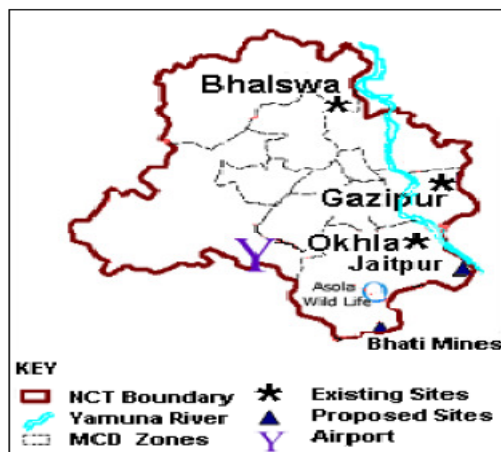 Bhalswa
Gazipur
Okhla
Jaitpur
Asola
Wild Life
Bhati Mines
KEY
NCT Boundary
Existing Sites
Yamuna River
Proposed Sites
MCD Zones
Airport